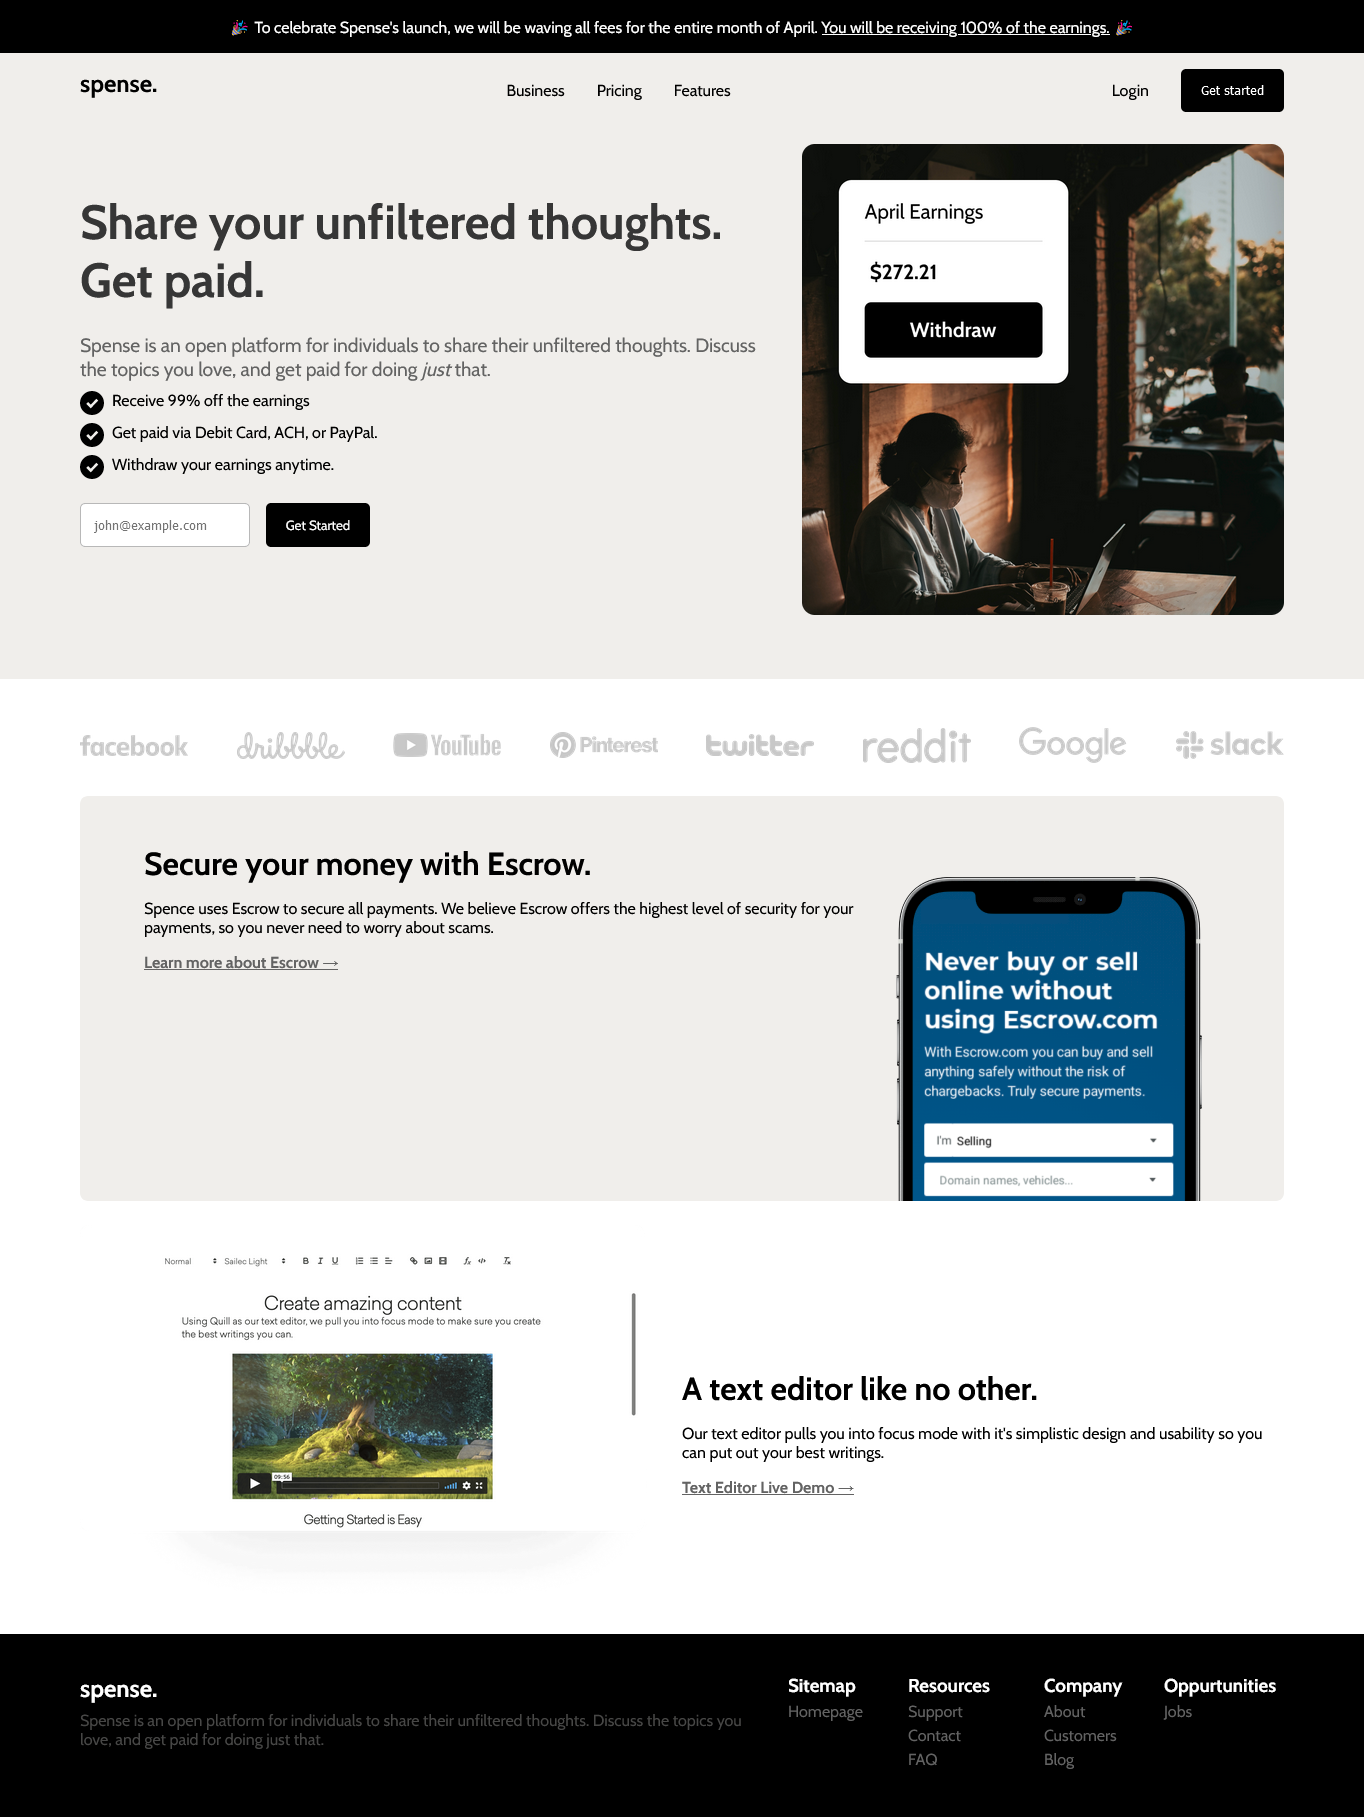 🎉 To celebrate Spense's launch, we will be waving all fees for the entire month of April. You will be receiving 100% of the earnings. 🎉
spense.
Business
Pricing
Features
Login
Get started
Share your unfiltered thoughts.
Get paid.
Spense is an open platform for individuals to share their unfiltered thoughts. Discuss
the topics you love, and get paid for doing just that.
Receive 99% off the earnings
Get paid via Debit Card, ACH, or PayPal.
Withdraw your earnings anytime.
john@example.com
Get Started
April Earnings
$272.21
Withdraw
facebook
dribbble
YouTube
Pinterest
twitter
reddit
Google
slack
Secure your money with Escrow.
Spence uses Escrow to secure all payments. We believe Escrow offers the highest level of security for your
payments, so you never need to worry about scams.
Learn more about Escrow →
Never buy or sell
online without
using Escrow.com
With Escrow.com you can buy and sell
anything safely without the risk of
chargebacks. Truly secure payments.
I'm Selling
Domain names, vehicles...
Normal
Sailec Light
B I U
Create amazing content
Using Quill as our text editor, we pull you into focus mode to make sure you create
the best writings you can.
09:56
Getting Started is Easy
A text editor like no other.
Our text editor pulls you into focus mode with it's simplistic design and usability so you
can put out your best writings.
Text Editor Live Demo →
spense.
Spense is an open platform for individuals to share their unfiltered thoughts. Discuss the topics you
love, and get paid for doing just that.
Sitemap
Homepage
Resources
Support
Contact
FAQ
Company
About
Customers
Blog
Oppurtunities
Jobs